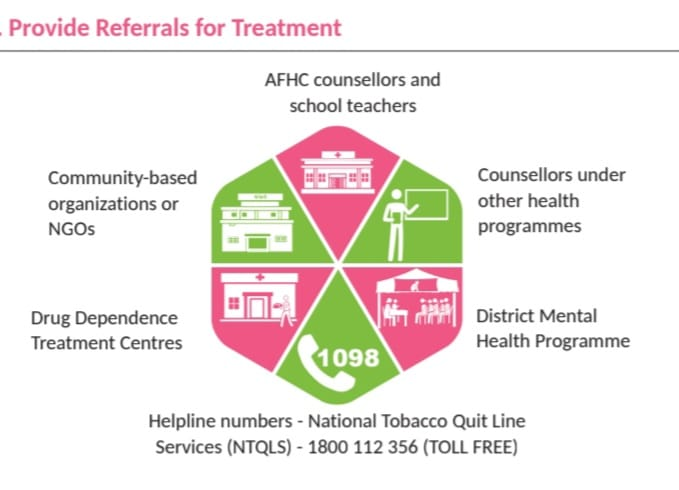 . Provide Referrals for Treatment
AFHC counsellors and
school teachers
Community-based
organizations or
NGOs
Counsellors under
other health
programmes
Drug Dependence
Treatment Centres
District Mental
Health Programme
1098
Helpline numbers - National Tobacco Quit Line
Services (NTQLS) - 1800 112 356 (TOLL FREE)